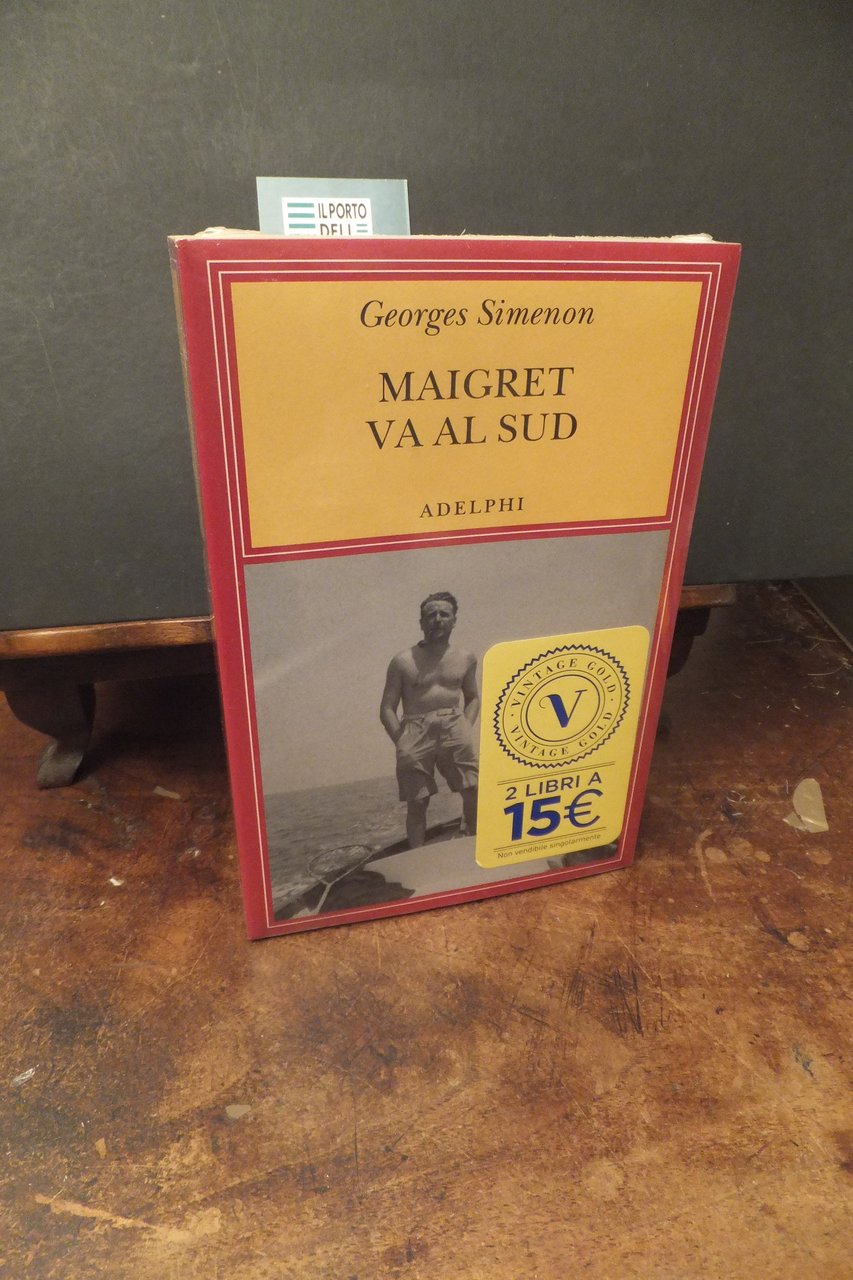 IL PORTO
DELL
Georges Simenon
MAIGRET
VA AL SUD
ADELPHI
VINTAGE GOLD
V
VINTAGE GOLD
2 LIBRI A
15€
Non vendibile singolarmente